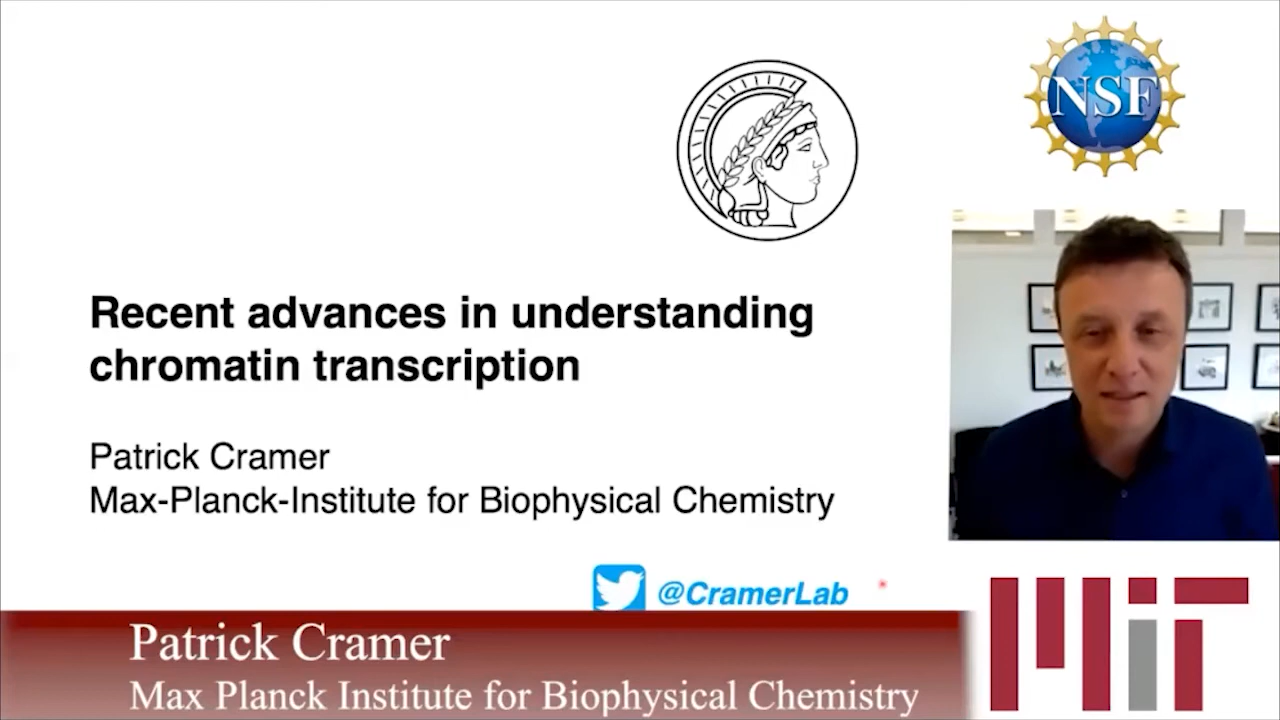 NSF
Recent advances in understanding
chromatin transcription
Patrick Cramer
Max-Planck-Institute for Biophysical Chemistry
@CramerLab
Patrick Cramer
Max Planck Institute for Biophysical Chemistry
MIT